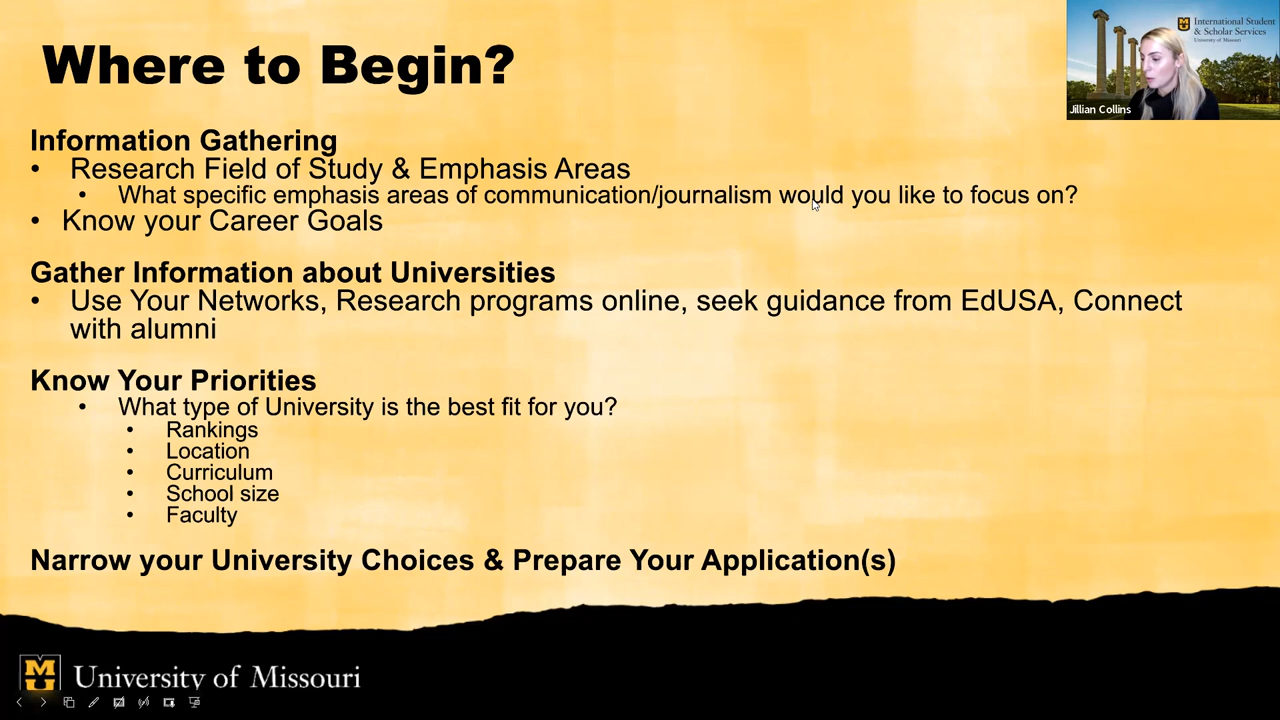 Where to Begin?
International Student
& Scholar Services
University of Missouri
Jillian Collins
Information Gathering
• Research Field of Study & Emphasis Areas
• What specific emphasis areas of communication/journalism would you like to focus on?
• Know your Career Goals
Gather Information about Universities
• Use Your Networks, Research programs online, seek guidance from EdUSA, Connect
with alumni
Know Your Priorities
• What type of University is the best fit for you?
• Rankings
• Location
• Curriculum
• School size
• Faculty
Narrow your University Choices & Prepare Your Application(s)
University of Missouri